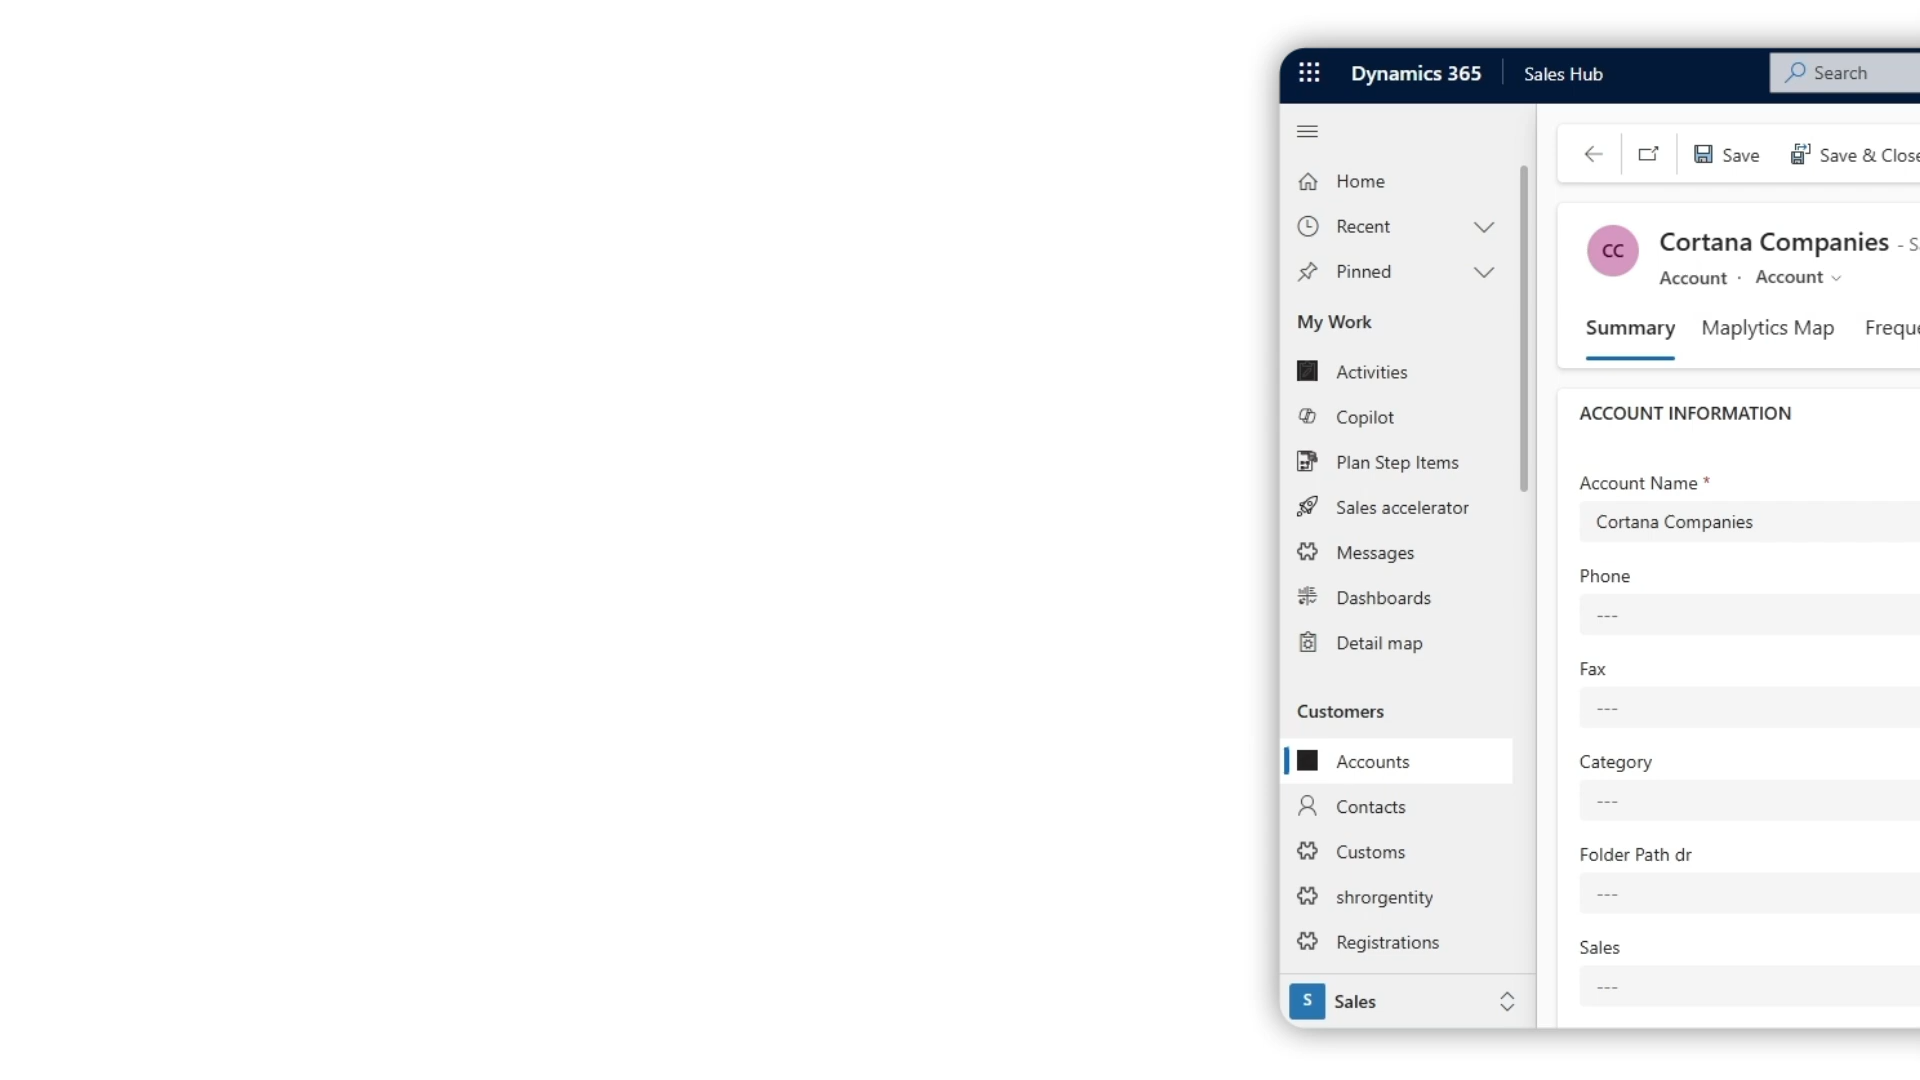 Dynamics 365 Sales Hub Search
Save Save & Close
Home
Recent
Pinned
My Work
Activities
Copilot
Plan Step Items
Sales accelerator
Messages
Dashboards
Detail map
Customers
Accounts
Contacts
Customs
shrorgentity
Registrations
S Sales
CC
Cortana Companies
Account · Account
Summary Maplytics Map
ACCOUNT INFORMATION
Account Name *
Cortana Companies
Phone
---
Fax
---
Category
---
Folder Path dr
---
Sales
---